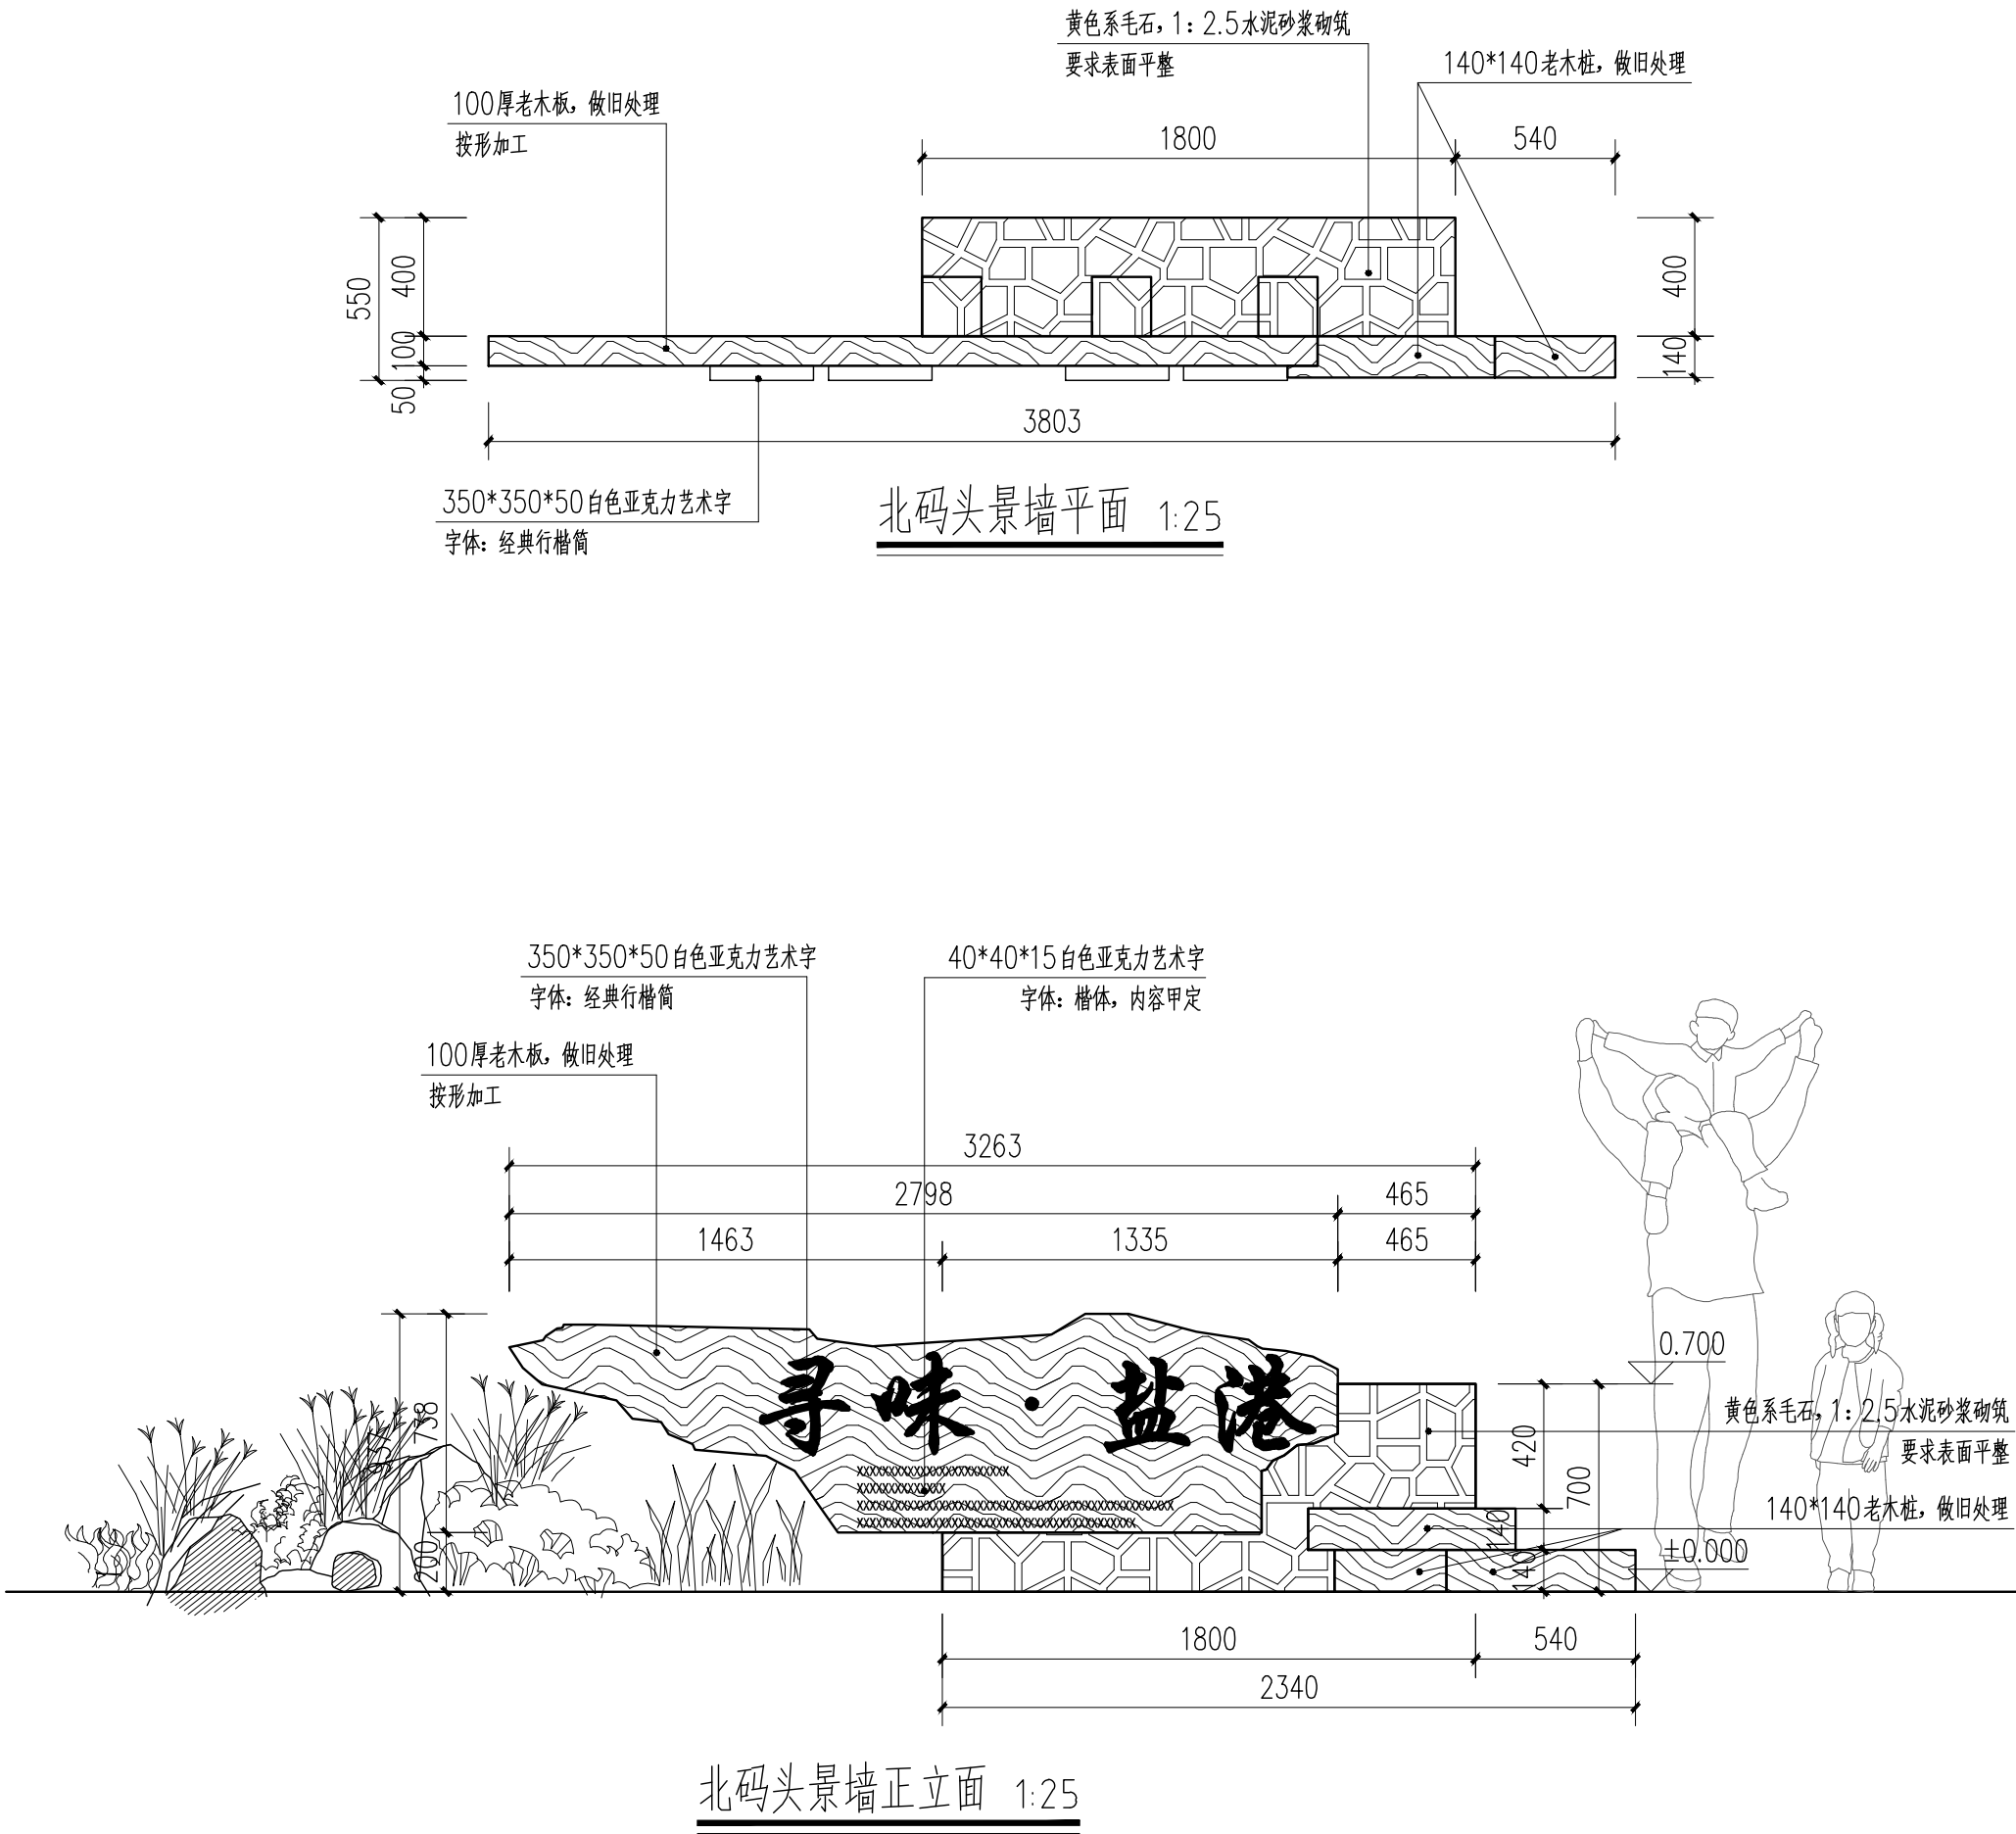 黄色系毛石，1：2.5水泥砂浆砌筑
要求表面平整
140*140老木桩，做旧处理
100厚老木板，做旧处理
按形加工
1800
540
550
400
100
50
400
140
3803
350*350*50白色亚克力艺术字
字体：经典行楷简
北码头景墙平面 1:25
350*350*50白色亚克力艺术字
字体：经典行楷简
40*40*15白色亚克力艺术字
字体：楷体，内容甲定
100厚老木板，做旧处理
按形加工
3263
2798
465
1463
1335
465
0.700
寻味·盐港
738
200
420
700
140
140
黄色系毛石，1：2.5水泥砂浆砌筑
要求表面平整
140*140老木桩，做旧处理
±0.000
1800
540
2340
北码头景墙正立面 1:25